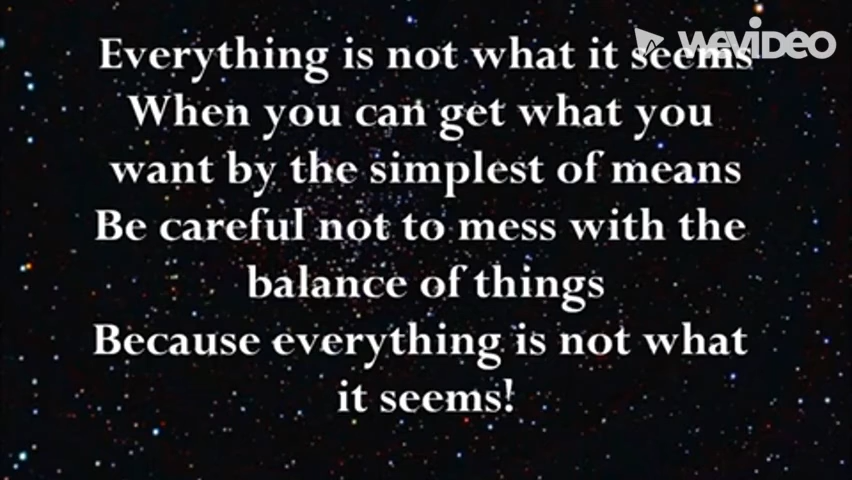 WEVIDEO
Everything is not what it seems
When you can get what you
want by the simplest of means
Be careful not to mess with the
balance of things
Because everything is not what
it seems!